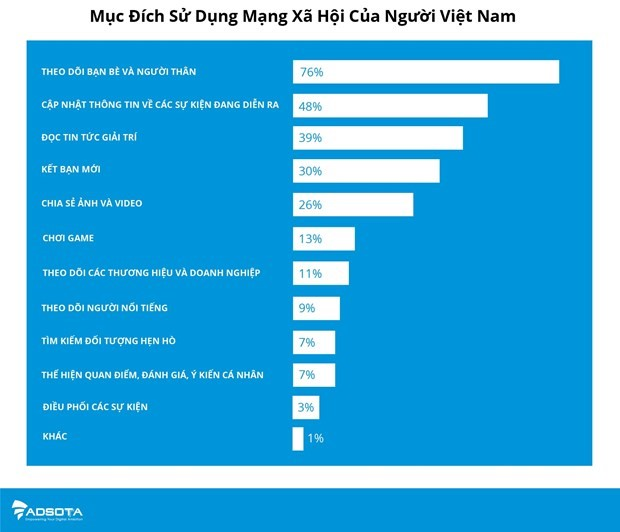 Mục Đích Sử Dụng Mạng Xã Hội Của Người Việt Nam
THEO DÕI BẠN BÈ VÀ NGƯỜI THÂN 76%
CẬP NHẬT THÔNG TIN VỀ CÁC SỰ KIỆN ĐANG DIỄN RA 48%
ĐỌC TIN TỨC GIẢI TRÍ 39%
KẾT BẠN MỚI 30%
CHIA SẺ ẢNH VÀ VIDEO 26%
CHƠI GAME 13%
THEO DÕI CÁC THƯƠNG HIỆU VÀ DOANH NGHIỆP 11%
THEO DÕI NGƯỜI NỔI TIẾNG 9%
TÌM KIẾM ĐỐI TƯỢNG HẸN HÒ 7%
THỂ HIỆN QUAN ĐIỂM, ĐÁNH GIÁ, Ý KIẾN CÁ NHÂN 7%
ĐIỀU PHỐI CÁC SỰ KIỆN 3%
KHÁC 1%
ADSOTA
Empowering Your Digital Ambition